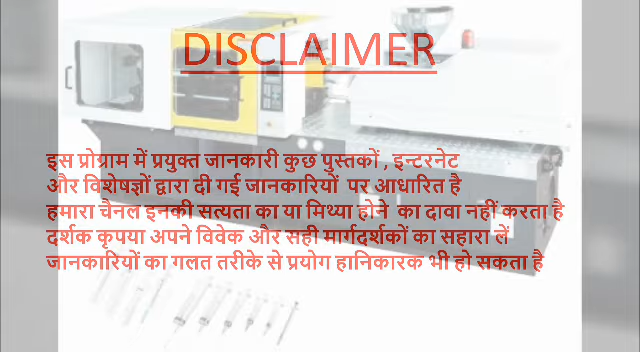 DISCLAIMER
इस प्रोग्राम में प्रयुक्त जानकारी कुछ पुस्तकों , इन्टरनेट
और विशेषज्ञों द्वारा दी गई जानकारियों पर आधारित है
हमारा चैनल इनकी सत्यता का या मिथ्या होने का दावा नहीं करता है
दर्शक कृपया अपने विवेक और सही मार्गदर्शकों का सहारा लें
जानकारियों का गलत तरीके से प्रयोग हानिकारक भी हो सकता है